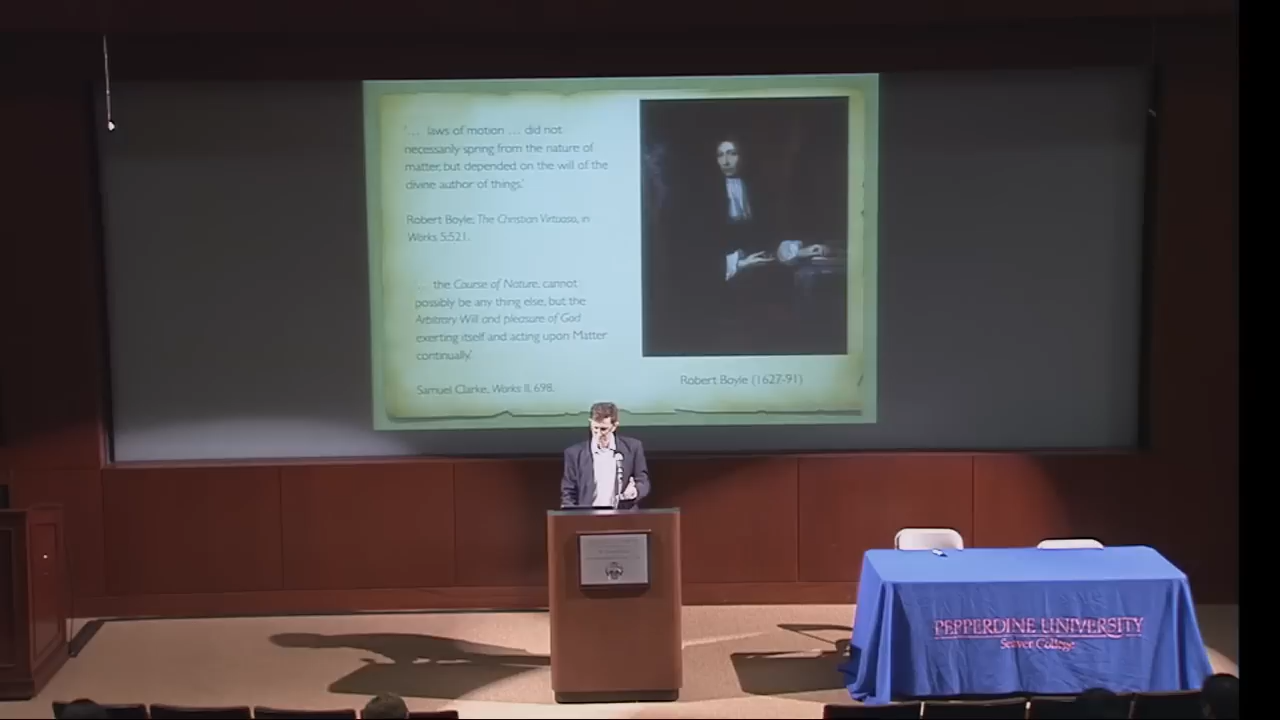 '… laws of motion … did not
necessarily spring from the nature of
matter, but depended on the will of the
divine author of things.'
Robert Boyle, The Christian Virtuoso, in
Works 5:521.
… the Course of Nature, cannot
possibly be any thing else, but the
Arbitrary Will and pleasure of God
exerting itself and acting upon Matter
continually.'
Samuel Clarke, Works II, 698.
Robert Boyle (1627-91)
PEPPERDINE UNIVERSITY
Seaver College